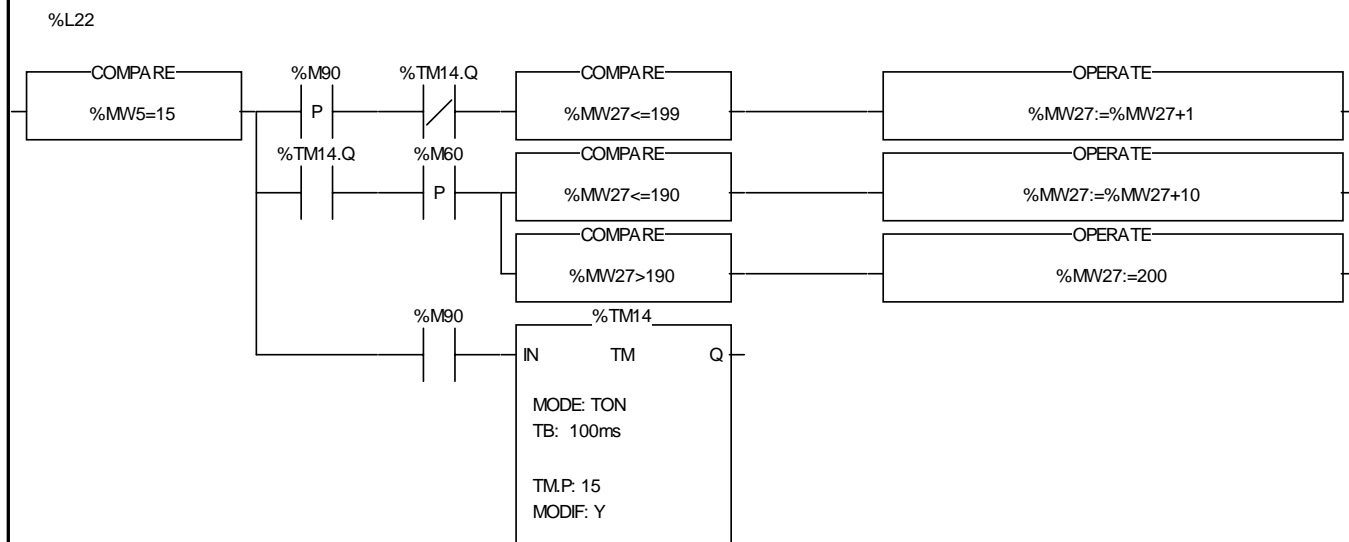 %L22
COMPARE %M90 %TM14.Q COMPARE OPERATE
%MW5=15 P %MW27<=199 %MW27:=%MW27+1
%TM14.Q %M60 COMPARE OPERATE
P %MW27<=190 %MW27:=%MW27+10
COMPARE OPERATE
%MW27>190 %MW27:=200
%M90 %TM14
IN TM Q
MODE: TON
TB: 100ms
TM.P: 15
MODIF: Y